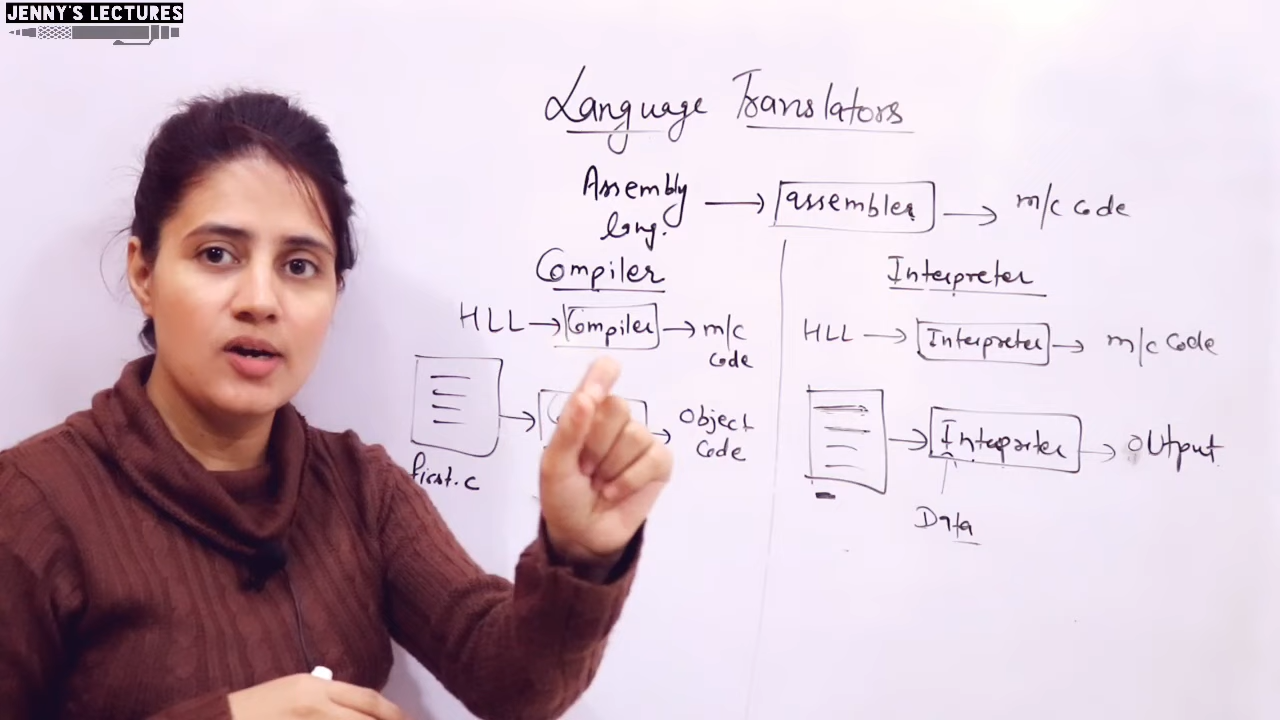 JENNY'S LECTURES
Language Translators
Assembly
lang.
assembler
m/c code
Compiler
HLL
Compiler
m/c
code
first.c
Object
Code
Interpreter
HLL
Interpreter
m/c Code
Interpreter
Output
Data